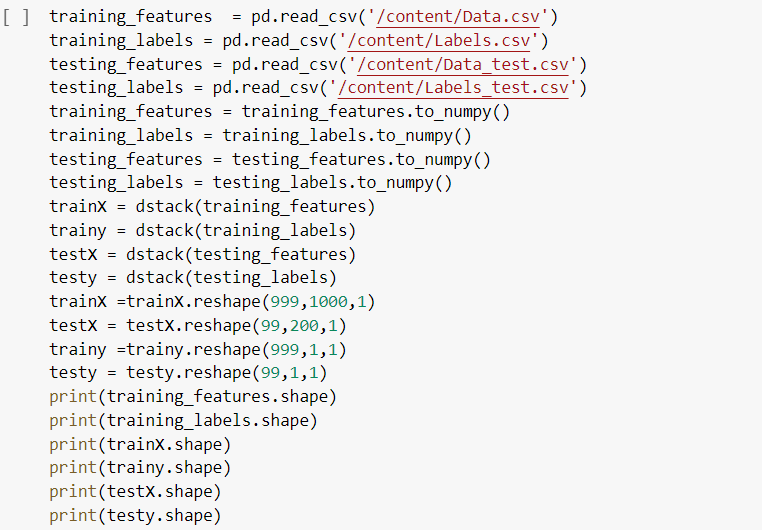 [ ] training_features  = pd.read_csv('/content/Data.csv')
training_labels = pd.read_csv('/content/Labels.csv')
testing_features = pd.read_csv('/content/Data_test.csv')
testing_labels = pd.read_csv('/content/Labels_test.csv')
training_features = training_features.to_numpy()
training_labels = training_labels.to_numpy()
testing_features = testing_features.to_numpy()
testing_labels = testing_labels.to_numpy()
trainX = dstack(training_features)
trainy = dstack(training_labels)
testX = dstack(testing_features)
testy = dstack(testing_labels)
trainX =trainX.reshape(999,1000,1)
testX = testX.reshape(99,200,1)
trainy =trainy.reshape(999,1,1)
testy = testy.reshape(99,1,1)
print(training_features.shape)
print(training_labels.shape)
print(trainX.shape)
print(trainy.shape)
print(testX.shape)
print(testy.shape)